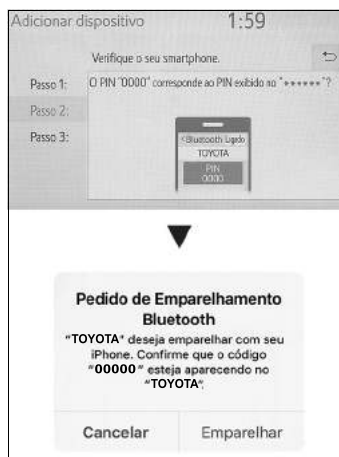 Adicionar dispositivo 1:59
Verifique o seu smartphone.
Passo 1: O PIN "0000" corresponde ao PIN exibido no "******"?
Passo 2:
Passo 3:
<Bluetooth Ligado
TOYOTA
PIN
0000
Pedido de Emparelhamento
Bluetooth
"TOYOTA" deseja emparelhar com seu
iPhone. Confirme que o código
"00000" esteja aparecendo no
"TOYOTA".
Cancelar Emparelhar